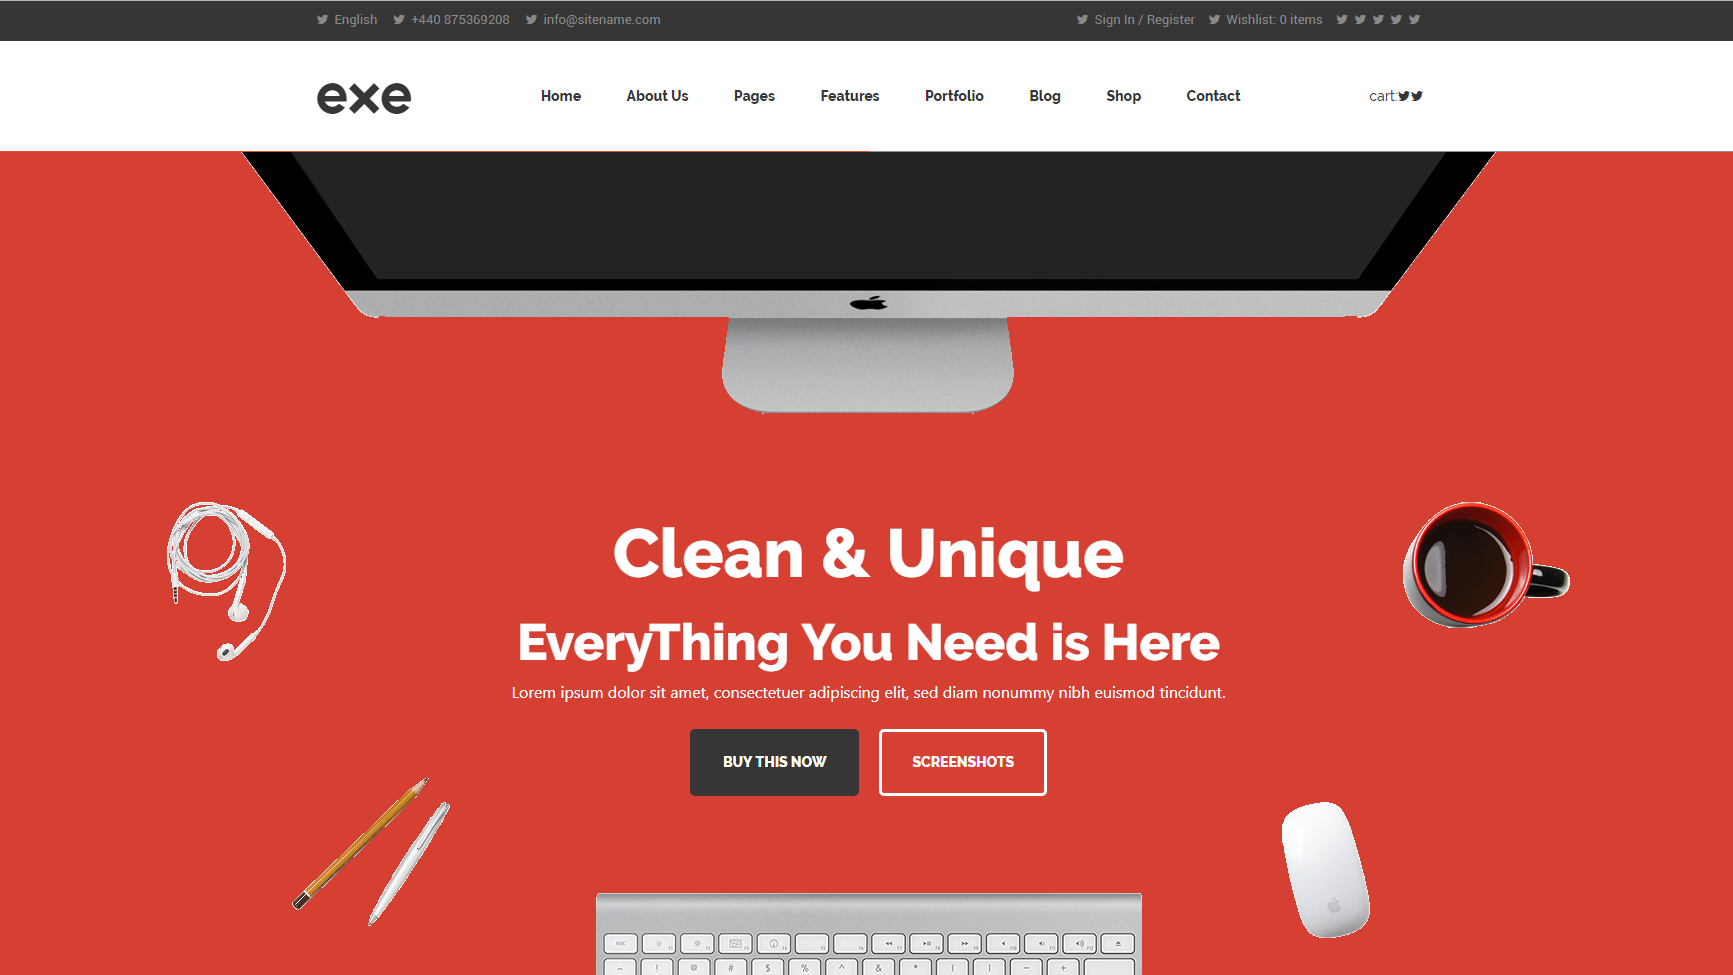 English +440 875369208 info@sitename.com Sign In / Register Wishlist: 0 items
exe Home About Us Pages Features Portfolio Blog Shop Contact cart:
Clean & Unique
EveryThing You Need is Here
Lorem ipsum dolor sit amet, consectetuer adipiscing elit, sed diam nonummy nibh euismod tincidunt.
BUY THIS NOW SCREENSHOTS
esc
~ ! @ # $ % ^ & * ( ) − +